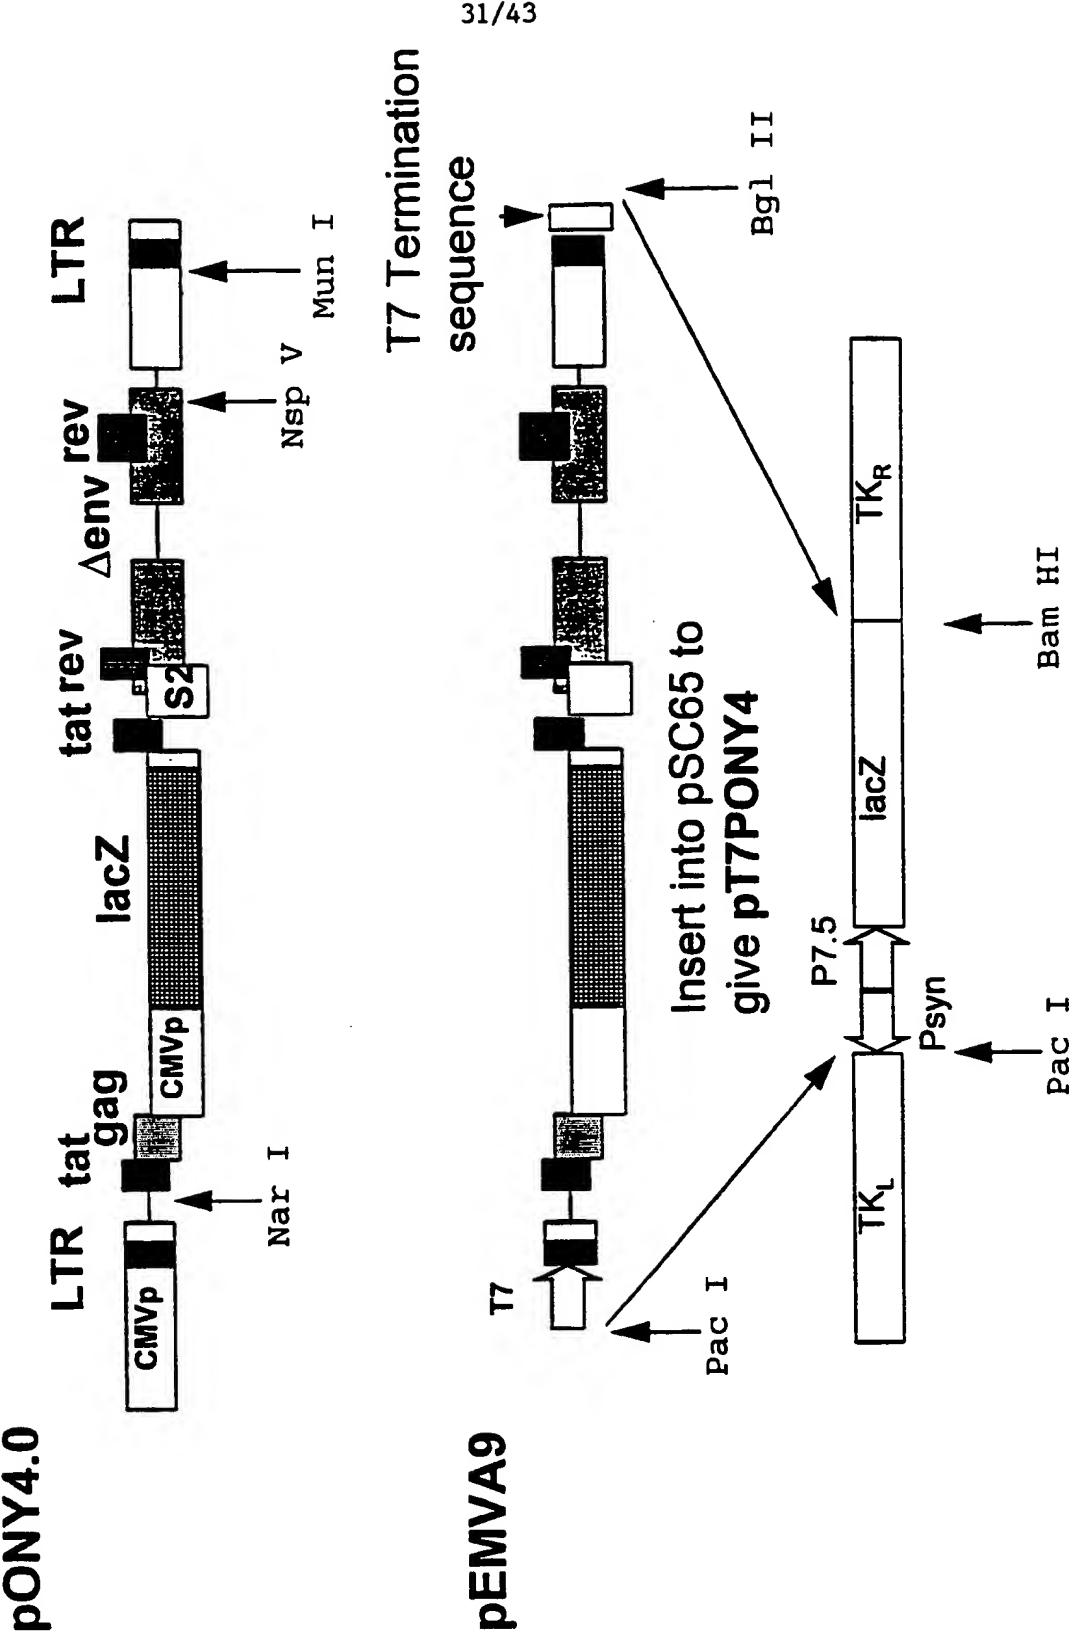 31/43
pONY4.0
LTR
tat
gag
lacZ
tat
rev
Δenv
rev
LTR
CMVp
CMVp
S2
Nar I
Nsp V
Mun I
pEMVA9
T7
T7 Termination
sequence
Pac I
Bgl II
Insert into pSC65 to
give pT7PONY4
P7.5
TKL
lacZ
TKR
Psyn
Pac I
Bam HI